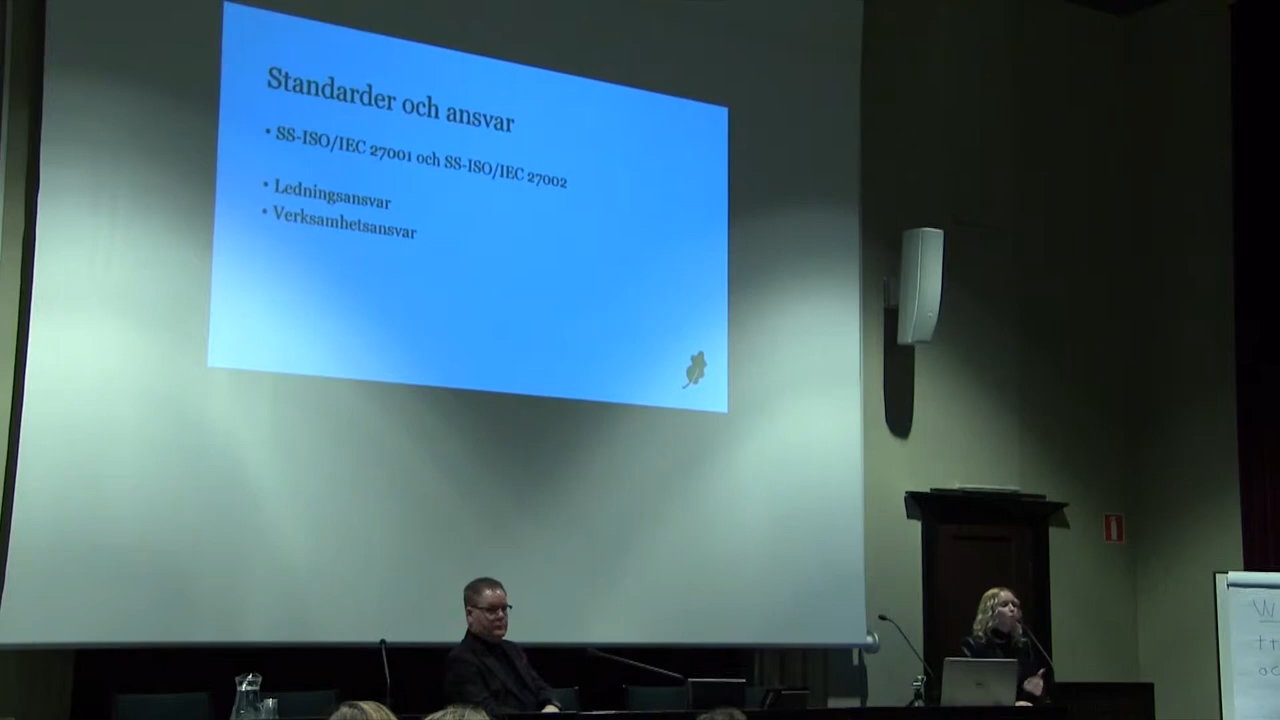 Standarder och ansvar
• SS-ISO/IEC 27001 och SS-ISO/IEC 27002
• Ledningsansvar
• Verksamhetsansvar